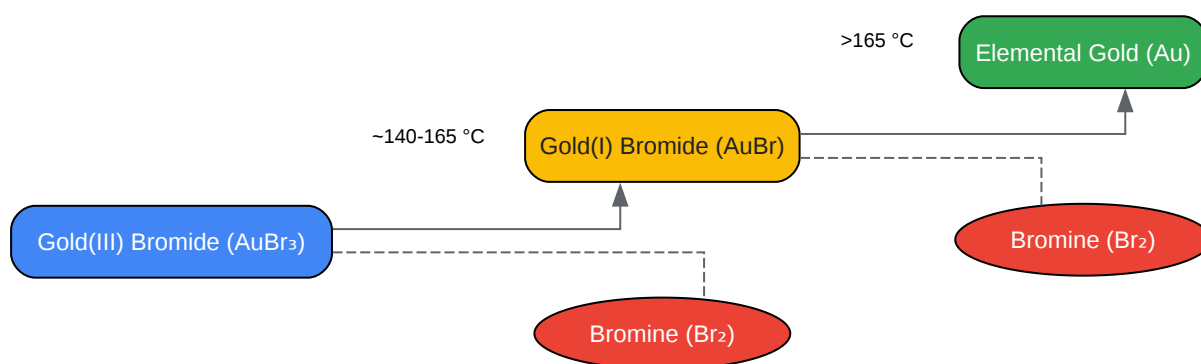 >165 °C
Elemental Gold (Au)
~140-165 °C
Gold(I) Bromide (AuBr)
Gold(III) Bromide (AuBr₃)
Bromine (Br₂)
Bromine (Br₂)